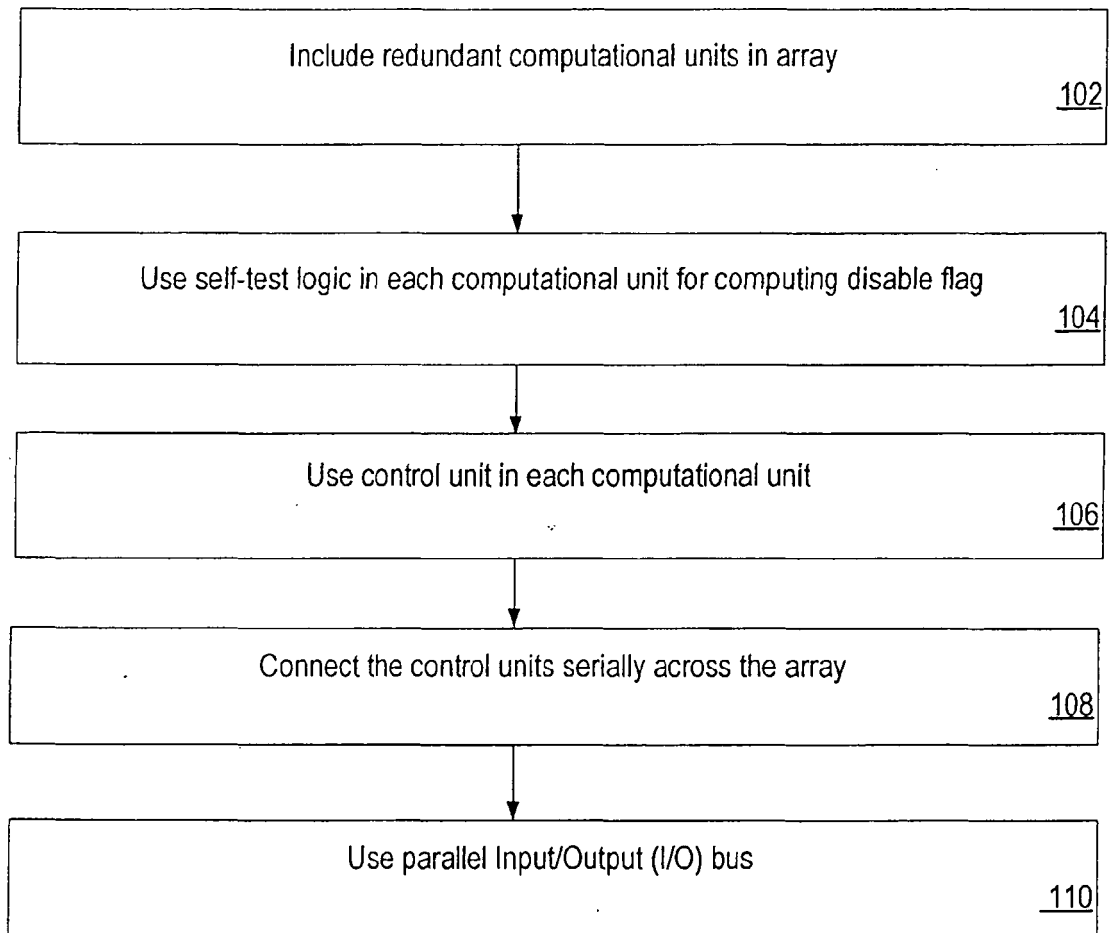 Include redundant computational units in array
102
Use self-test logic in each computational unit for computing disable flag
104
Use control unit in each computational unit
106
Connect the control units serially across the array
108
Use parallel Input/Output (I/O) bus
110